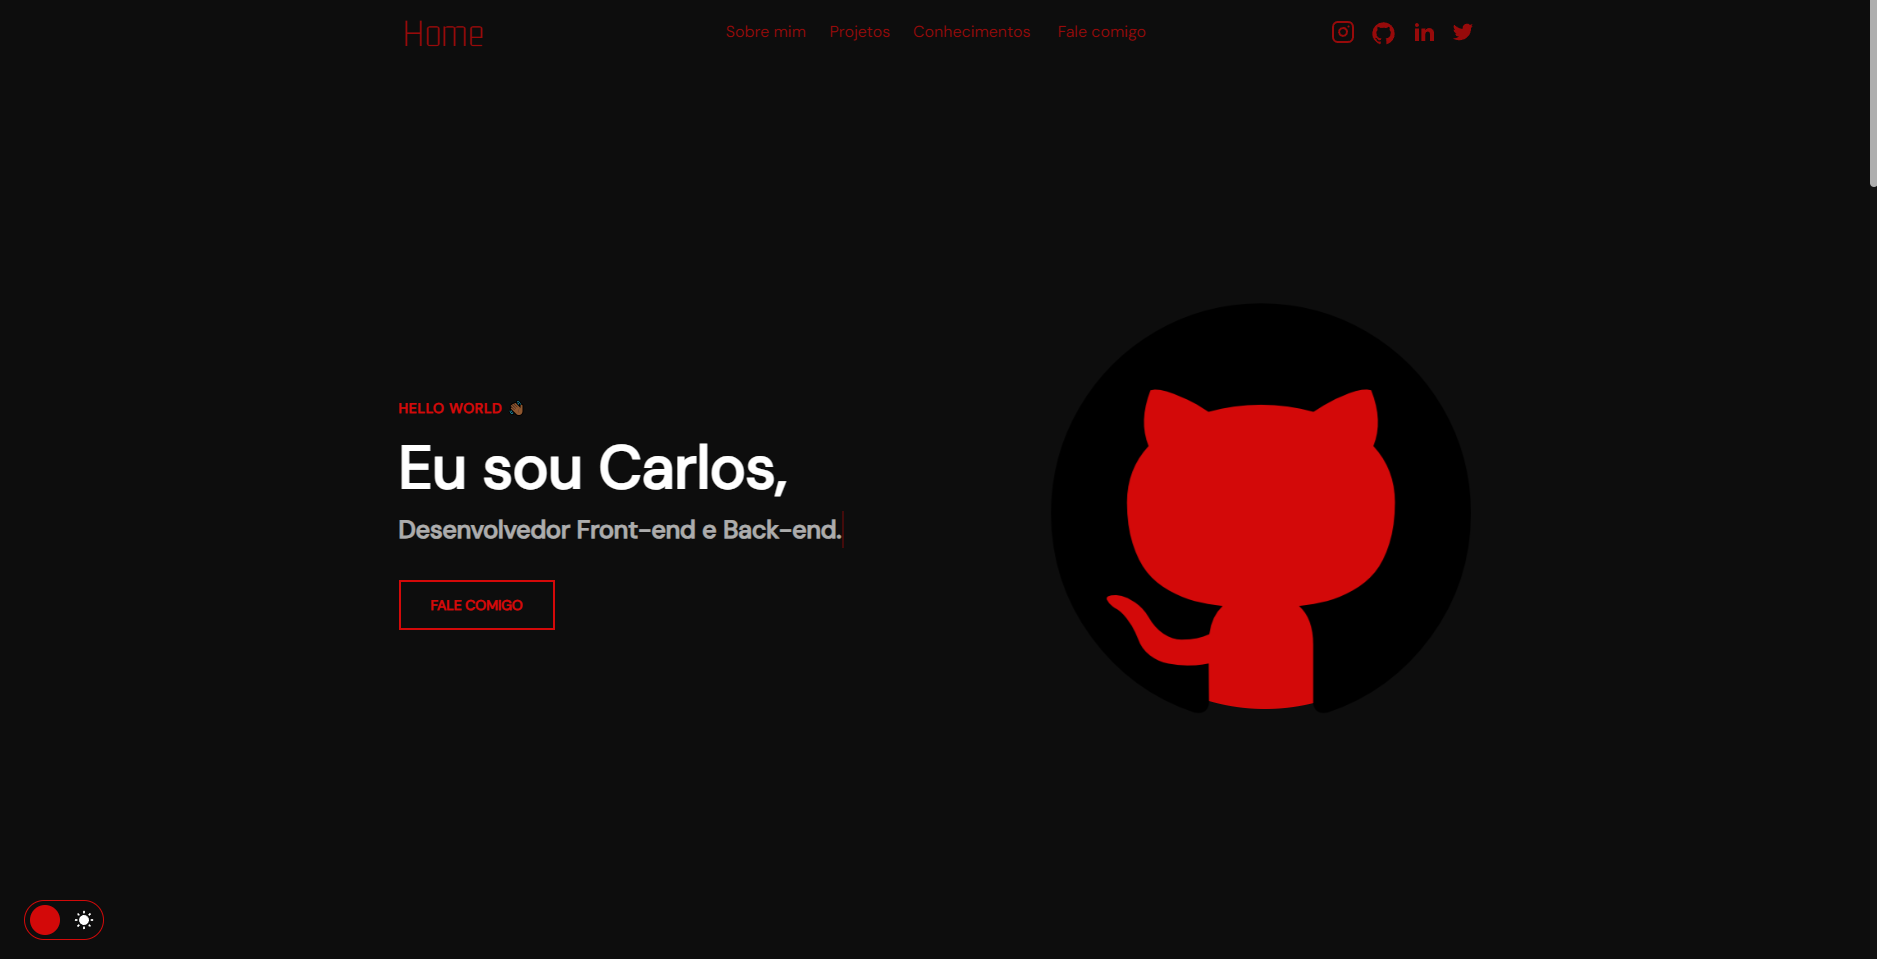 Home
Sobre mim Projetos Conhecimentos Fale comigo
HELLO WORLD 👋🏾
Eu sou Carlos,
Desenvolvedor Front-end e Back-end.
FALE COMIGO